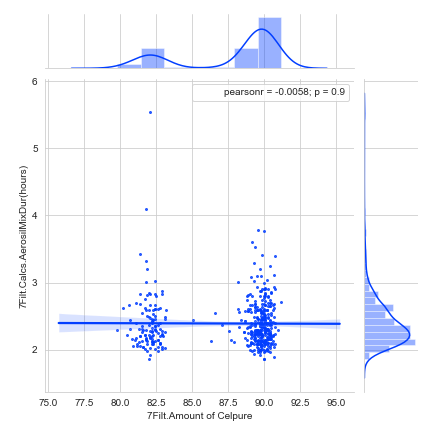 pearsonr = -0.0058; p = 0.9
6
5
4
3
2
7Filt.Calcs.AerosilMixDur(hours)
75.0 77.5 80.0 82.5 85.0 87.5 90.0 92.5 95.0
7Filt.Amount of Celpure